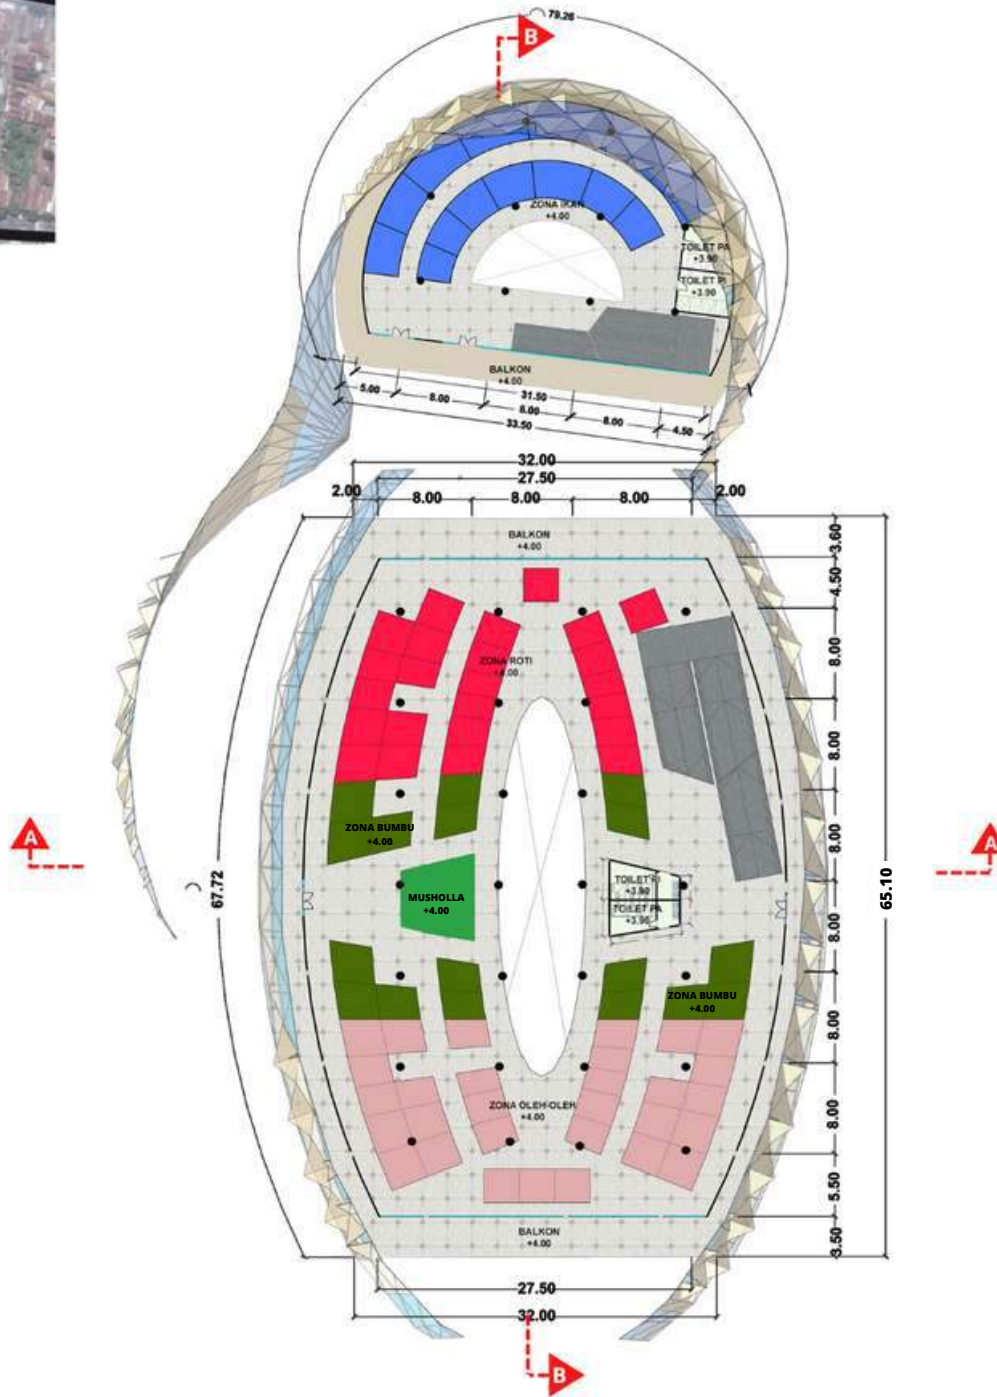 79.26
B
ZONA IKAN
+4.00
TOILET PA
+3.90
TOILET PI
+3.90
BALKON
+4.00
5.00
8.00
31.50
8.00
8.00
4.50
33.50
32.00
27.50
2.00
8.00
8.00
8.00
2.00
BALKON
+4.00
3.60
4.50
ZONA ROTI
+4.00
8.00
8.00
ZONA BUMBU
+4.00
8.00
A
A
67.72
MUSHOLLA
+4.00
TOILET PI
+3.90
TOILET PA
+3.90
65.10
8.00
ZONA BUMBU
+4.00
8.00
ZONA OLEH-OLEH
+4.00
8.00
5.50
BALKON
+4.00
3.50
27.50
32.00
B